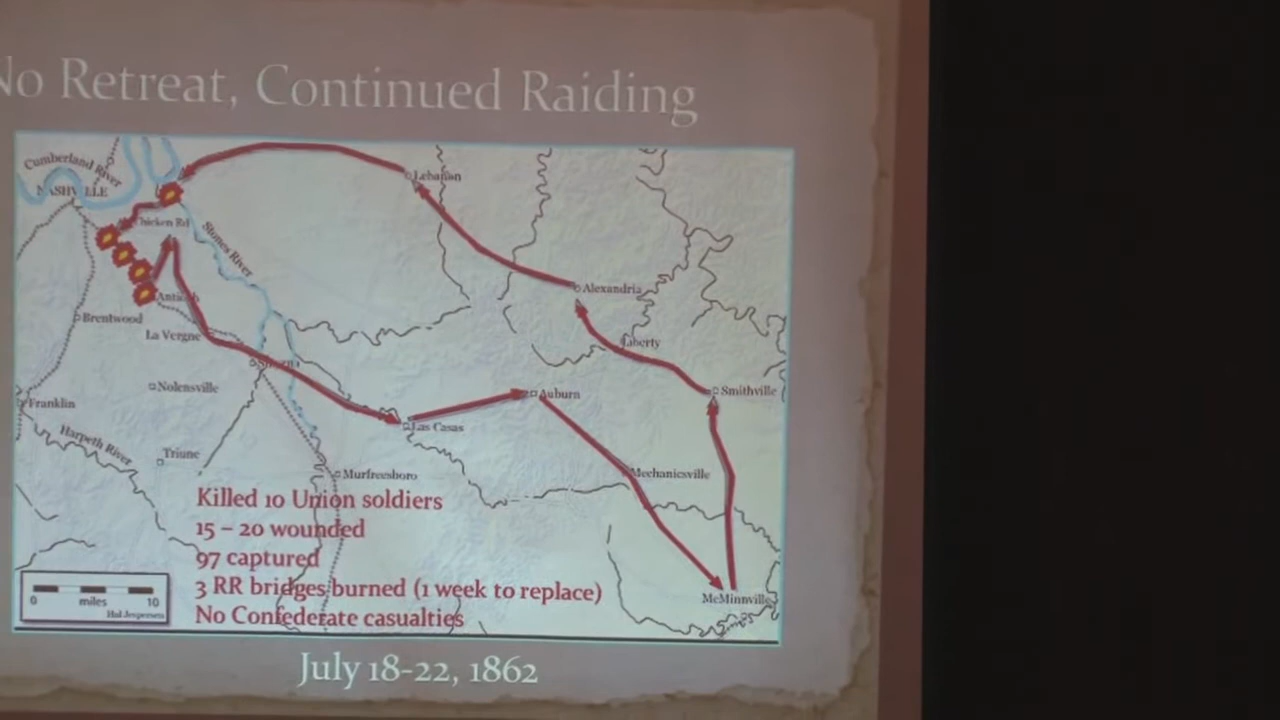 No Retreat, Continued Raiding
Cumberland River
NASHVILLE
Lebanon
Chicken Rd
Stones River
Antioch
Alexandria
Brentwood
La Vergne
Liberty
Smyrna
Nolensville
Auburn
Smithville
Franklin
Las Casas
Harpeth River
Triune
Murfreesboro
Mechanicsville
Killed 10 Union soldiers
15 – 20 wounded
97 captured
3 RR bridges burned (1 week to replace)
No Confederate casualties
McMinnville
0 miles 10
Hal Jespersen
July 18-22, 1862